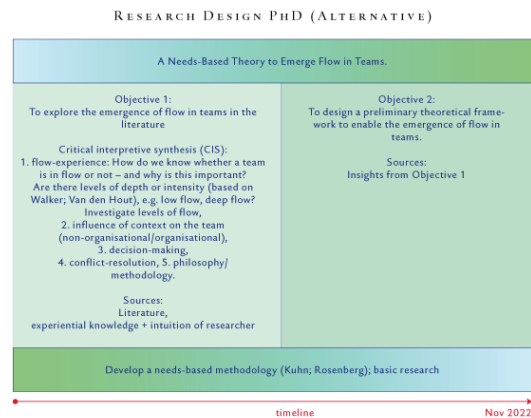 Research Design PhD (Alternative)
A Needs-Based Theory to Emerge Flow in Teams.
Objective 1:
To explore the emergence of flow in teams in the
literature
Critical interpretive synthesis (CIS):
1. flow-experience: How do we know whether a team
is in flow or not – and why is this important?
Are there levels of depth or intensity (based on
Walker; Van den Hout), e.g. low flow, deep flow?
Investigate levels of flow,
2. influence of context on the team
(non-organisational/organisational),
3. decision-making,
4. conflict-resolution, 5. philosophy/
methodology.
Sources:
Literature,
experiential knowledge + intuition of researcher
Objective 2:
To design a preliminary theoretical frame-
work to enable the emergence of flow in
teams.
Sources:
Insights from Objective 1
Develop a needs-based methodology (Kuhn; Rosenberg); basic research
timeline
Nov 2022